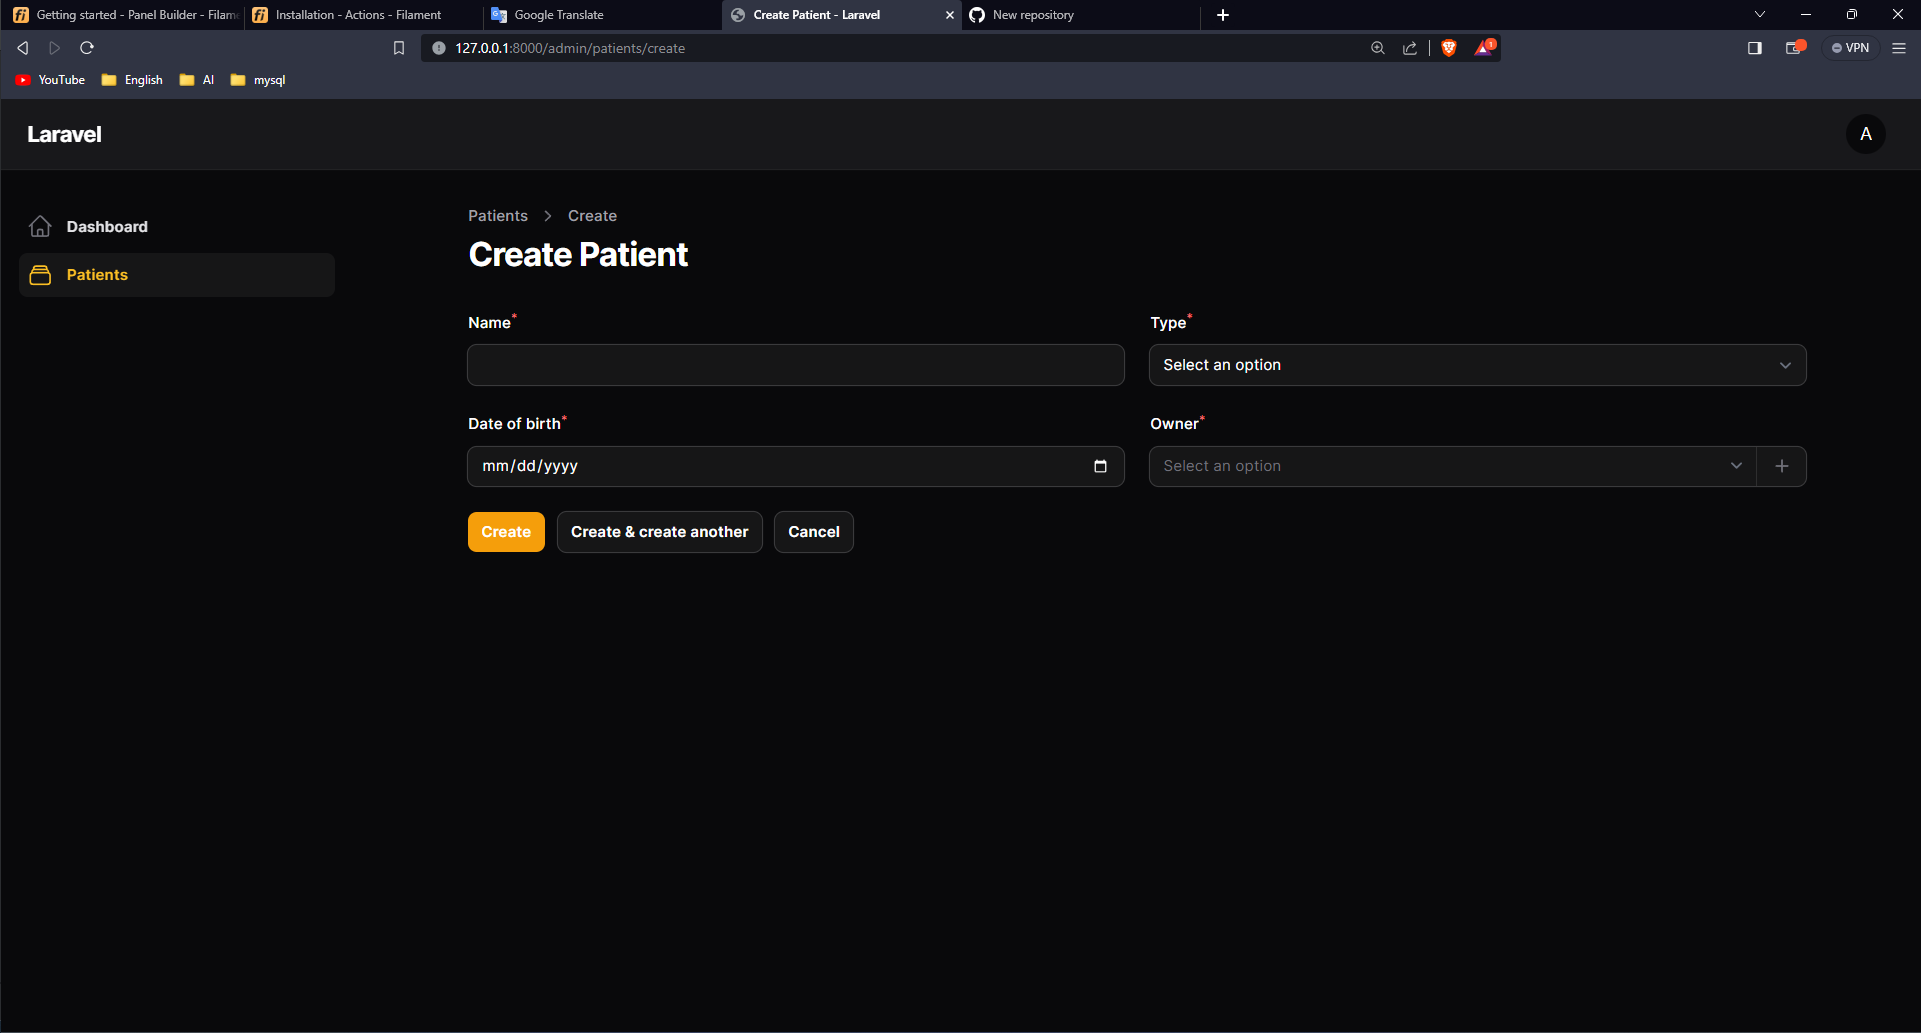 Getting started - Panel Builder - Filam
Installation - Actions - Filament
Google Translate
Create Patient - Laravel
New repository
127.0.0.1:8000/admin/patients/create
1
VPN
YouTube
English
AI
mysql
Laravel
A
Dashboard
Patients
Patients > Create
Create Patient
Name*
Type*
Select an option
Date of birth*
Owner*
mm/dd/yyyy
Select an option
Create
Create & create another
Cancel